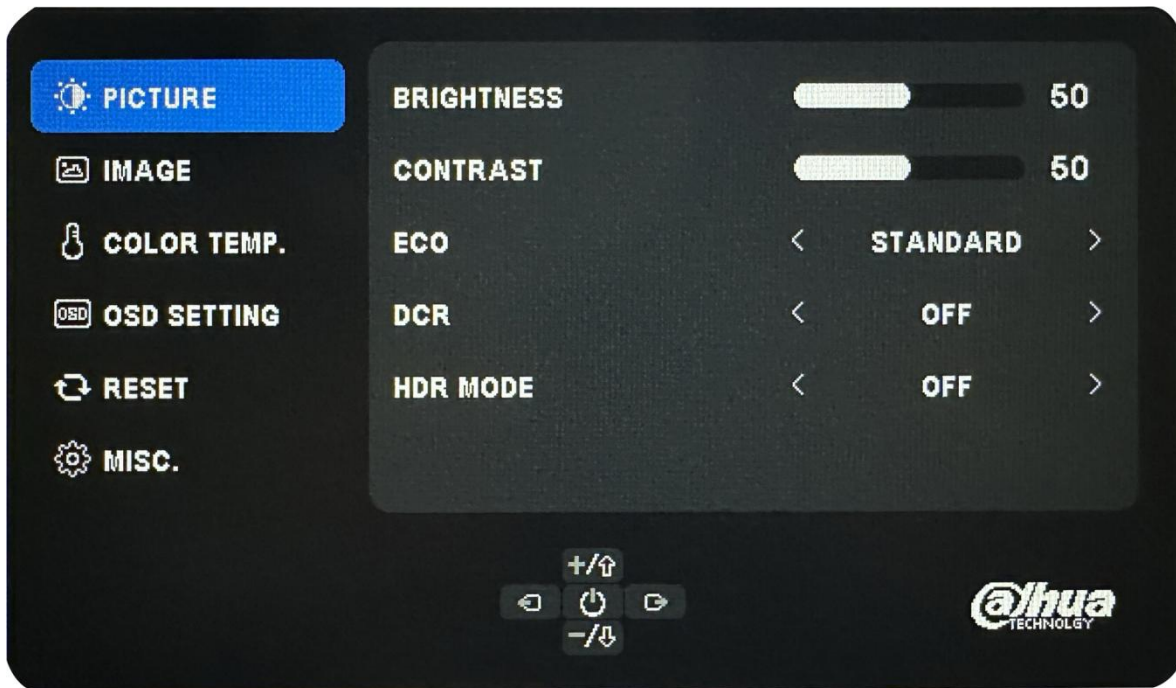 PICTURE
IMAGE
COLOR TEMP.
OSD SETTING
RESET
MISC.
BRIGHTNESS 50
CONTRAST 50
ECO < STANDARD >
DCR < OFF >
HDR MODE < OFF >
+/⇧
−/⇩
alhua
TECHNOLGY